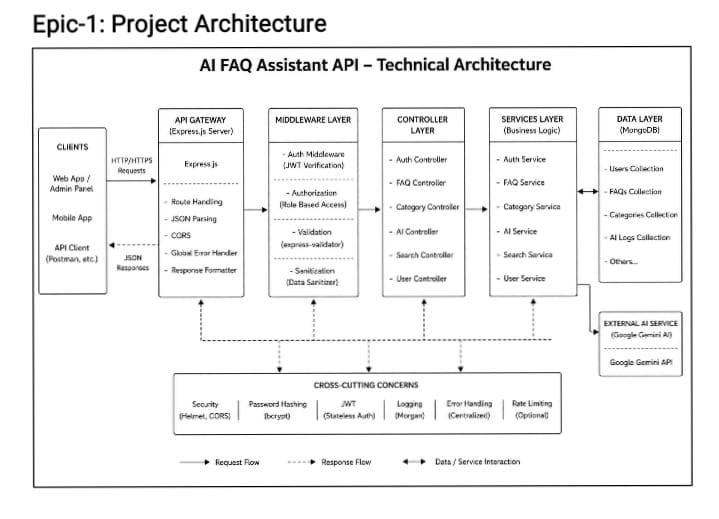 Epic-1: Project Architecture
AI FAQ Assistant API – Technical Architecture
CLIENTS
Web App /
Admin Panel
Mobile App
API Client
(Postman, etc.)
HTTP/HTTPS
Requests
JSON
Responses
API GATEWAY
(Express.js Server)
Express.js
- Route Handling
- JSON Parsing
- CORS
- Global Error Handler
- Response Formatter
MIDDLEWARE LAYER
- Auth Middleware
(JWT Verification)
- Authorization
(Role Based Access)
- Validation
(express-validator)
- Sanitization
(Data Sanitizer)
CONTROLLER
LAYER
- Auth Controller
- FAQ Controller
- Category Controller
- AI Controller
- Search Controller
- User Controller
SERVICES LAYER
(Business Logic)
- Auth Service
- FAQ Service
- Category Service
- AI Service
- Search Service
- User Service
DATA LAYER
(MongoDB)
- Users Collection
- FAQs Collection
- Categories Collection
- AI Logs Collection
- Others...
EXTERNAL AI SERVICE
(Google Gemini AI)
Google Gemini API
CROSS-CUTTING CONCERNS
Security
(Helmet, CORS)
Password Hashing
(bcrypt)
JWT
(Stateless Auth)
Logging
(Morgan)
Error Handling
(Centralized)
Rate Limiting
(Optional)
Request Flow
Response Flow
Data / Service Interaction